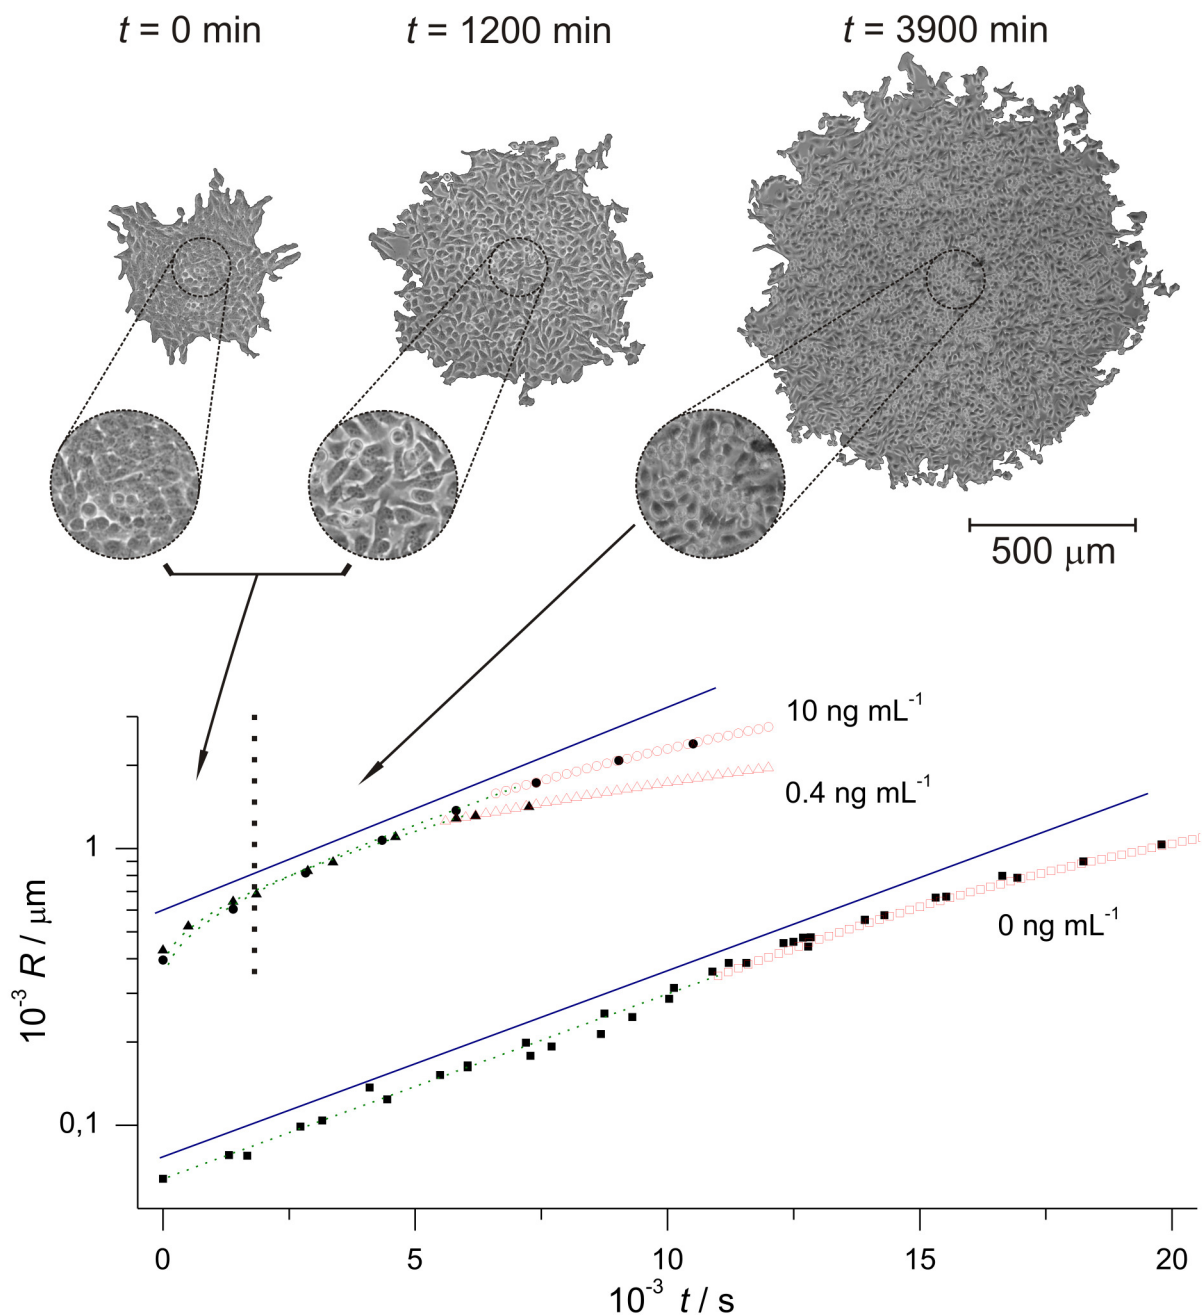 t = 0 min
t = 1200 min
t = 3900 min
500 μm
10 ng mL⁻¹
0.4 ng mL⁻¹
0 ng mL⁻¹
1
0,1
10⁻³ R / μm
0
5
10
15
20
10⁻³ t / s